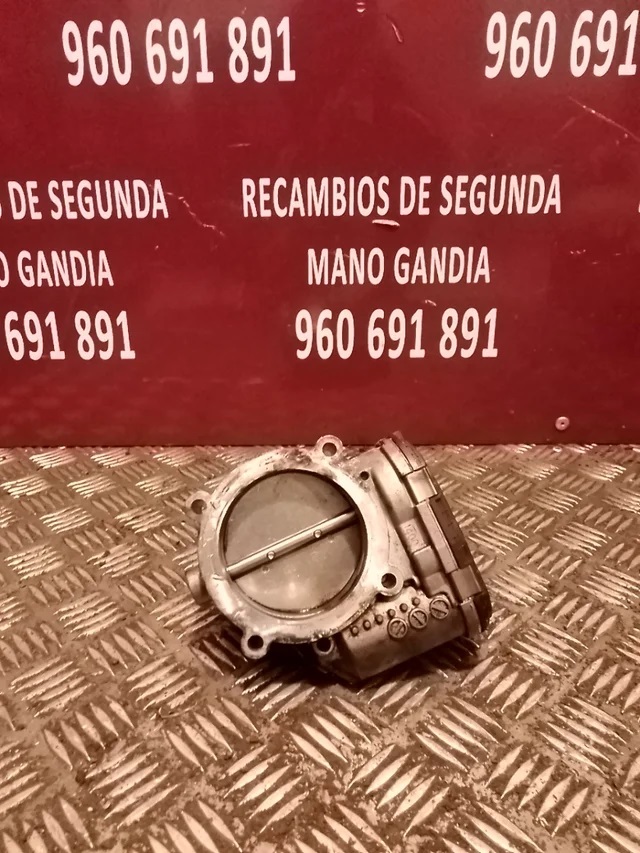 960 691 891
960 691
DE SEGUNDA
RECAMBIOS DE SEGUNDA
GANDIA
MANO GANDIA
691 891
960 691 891